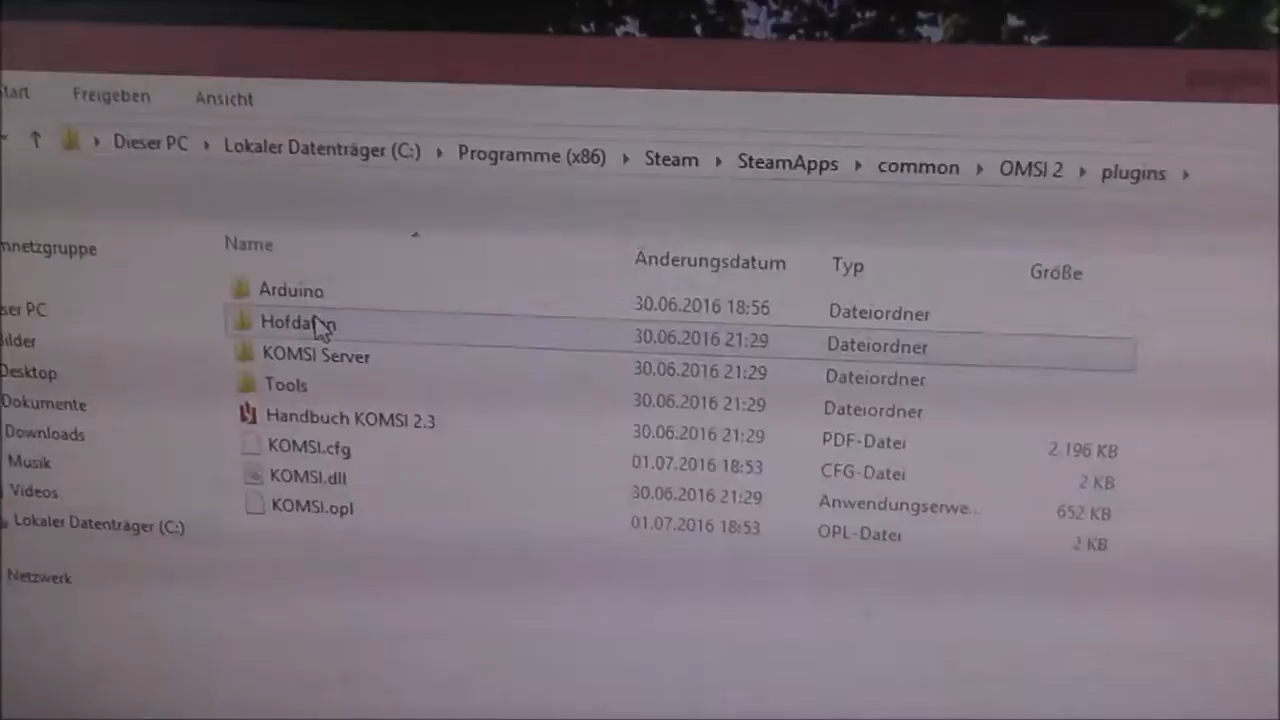 Freigeben Ansicht
Dieser PC Lokaler Datenträger (C:) Programme (x86) Steam SteamApps common OMSI 2 plugins
Name Änderungsdatum Typ Größe
Arduino 30.06.2016 18:56 Dateiordner
30.06.2016 21:29 Dateiordner
KOMSI Server 30.06.2016 21:29 Dateiordner
Tools 30.06.2016 21:29 Dateiordner
Handbuch KOMSI 2.3 30.06.2016 21:29 PDF-Datei 2.196 KB
KOMSI.cfg 01.07.2016 18:53 CFG-Datei 2 KB
KOMSI.dll 30.06.2016 21:29 Anwendungserwe... 652 KB
KOMSI.opl 01.07.2016 18:53 OPL-Datei 2 KB
mnetzgruppe
ser PC
Bilder
Desktop
Dokumente
Downloads
Musik
Videos
Lokaler Datenträger (C:)
Netzwerk